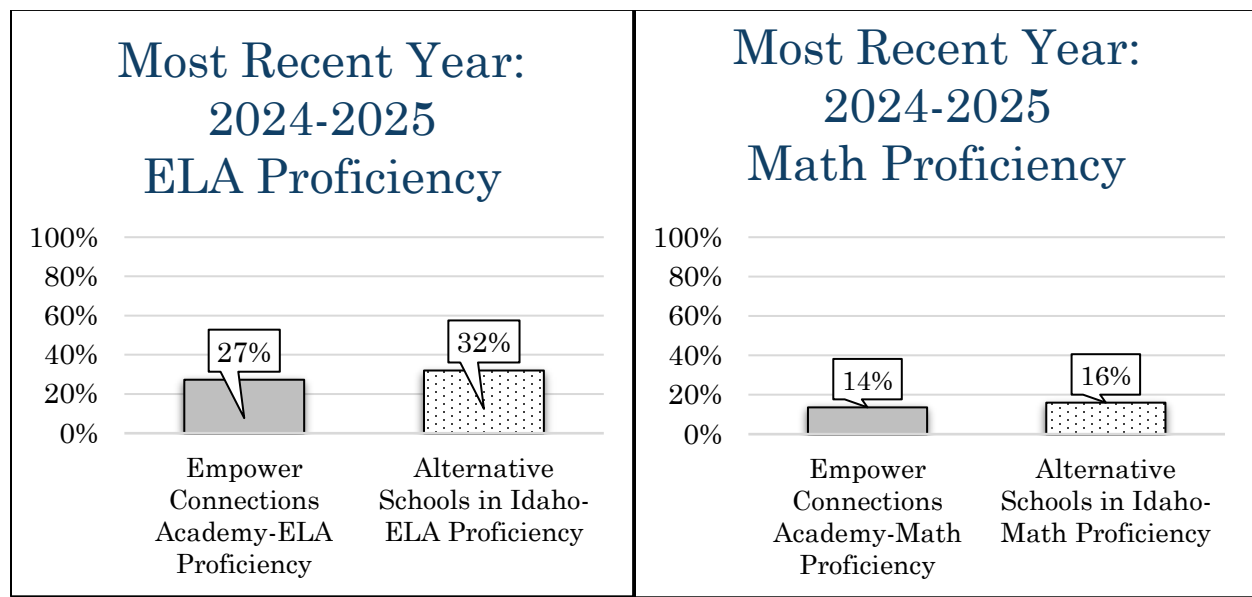 Most Recent Year:
2024-2025
ELA Proficiency
100%
80%
60%
40%
20%
0%
27%
32%
Empower
Connections
Academy-ELA
Proficiency
Alternative
Schools in Idaho-
ELA Proficiency
Most Recent Year:
2024-2025
Math Proficiency
100%
80%
60%
40%
20%
0%
14%
16%
Empower
Connections
Academy-Math
Proficiency
Alternative
Schools in Idaho-
Math Proficiency